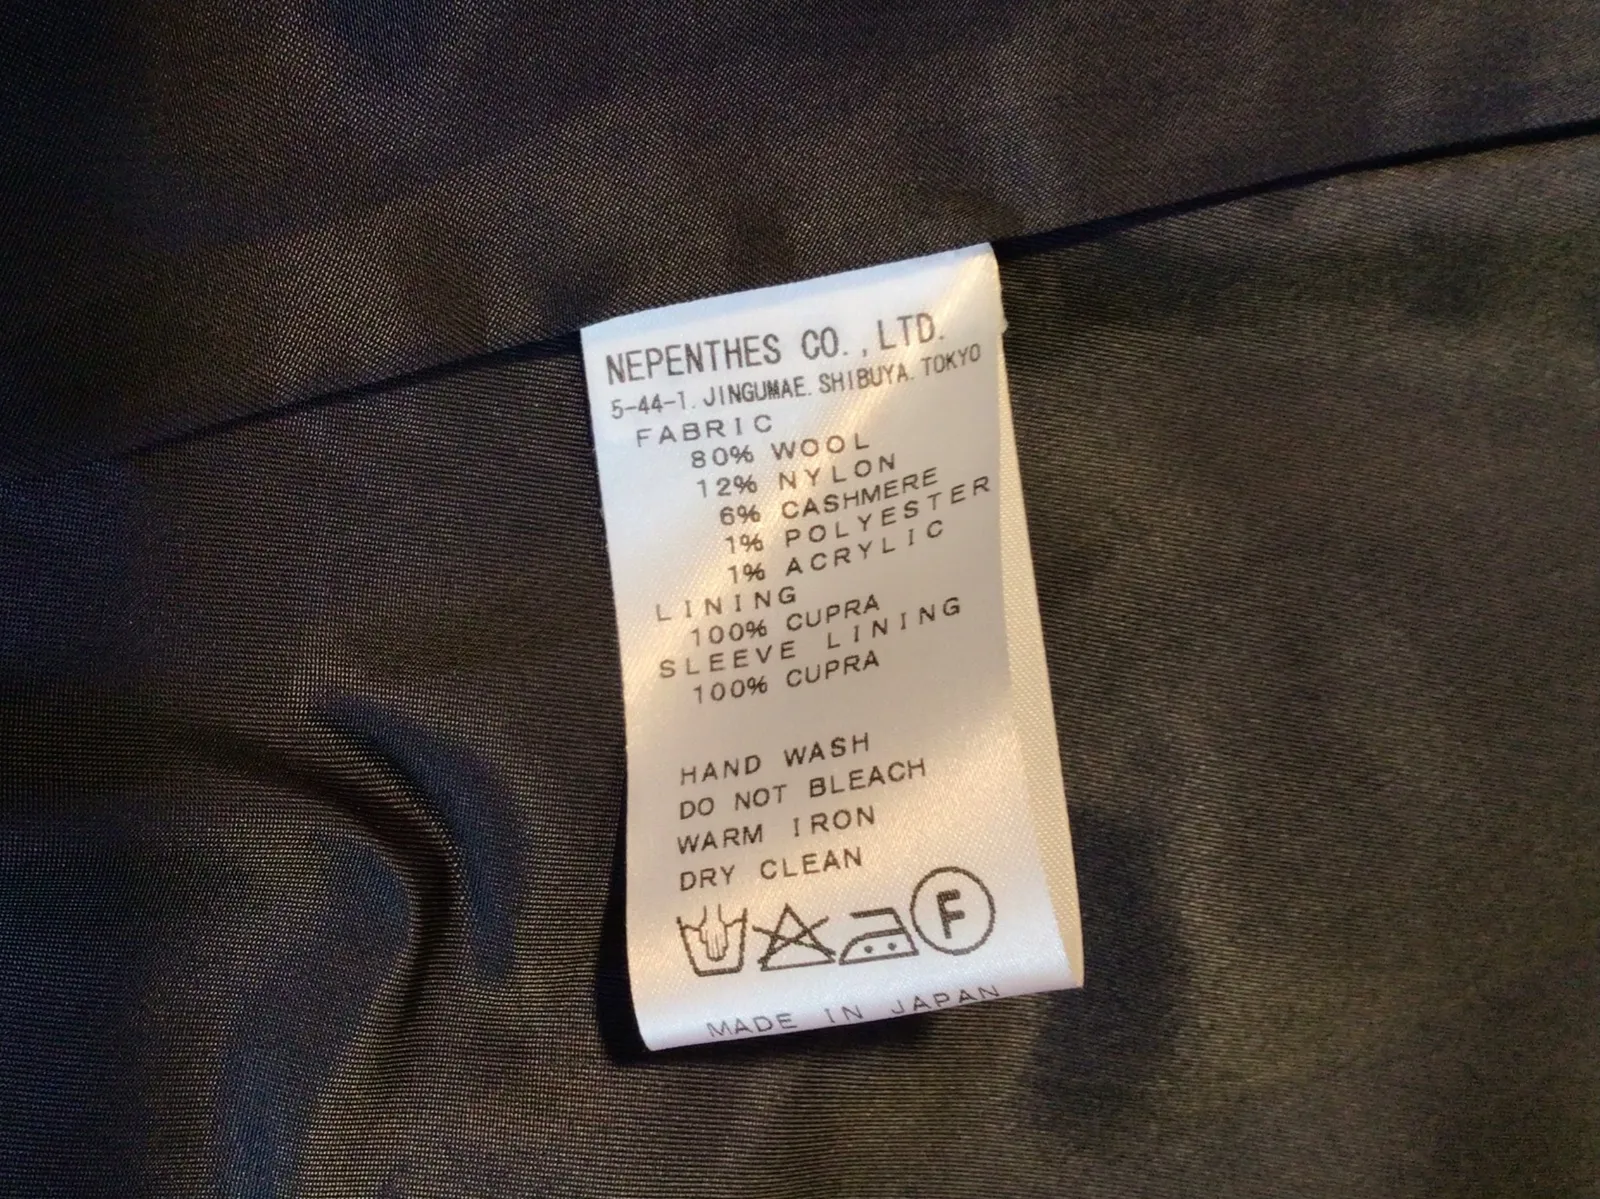 NEPENTHES CO., LTD.
5-44-1. JINGUMAE. SHIBUYA. TOKYO
FABRIC
80% WOOL
12% NYLON
6% CASHMERE
1% POLYESTER
1% ACRYLIC
LINING
100% CUPRA
SLEEVE LINING
100% CUPRA
HAND WASH
DO NOT BLEACH
WARM IRON
DRY CLEAN
F
MADE IN JAPAN